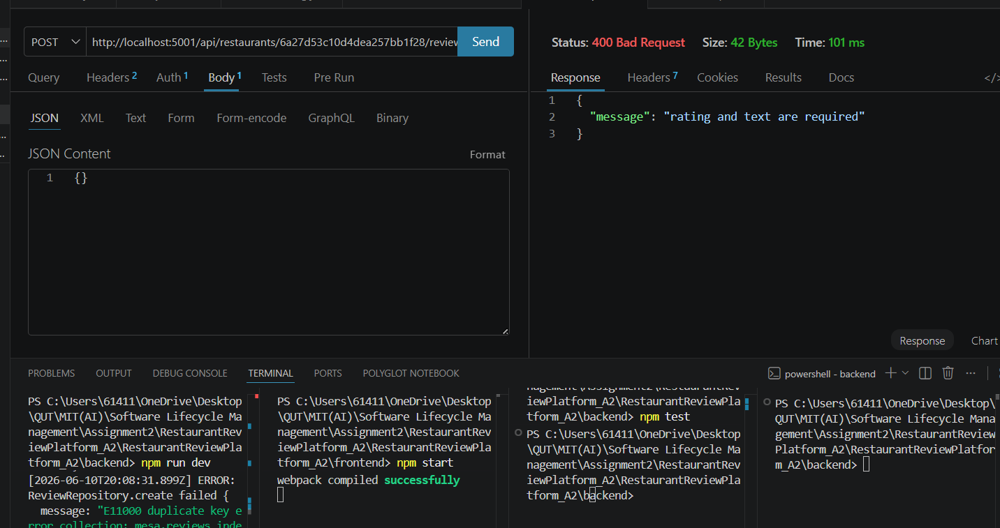 POST
http://localhost:5001/api/restaurants/6a27d53c10d4dea257bb1f28/review
Send
Query
Headers 2
Auth 1
Body 1
Tests
Pre Run
JSON
XML
Text
Form
Form-encode
GraphQL
Binary
JSON Content
Format
1 {}
Status: 400 Bad Request Size: 42 Bytes Time: 101 ms
Response
Headers 7
Cookies
Results
Docs
</>
1 {
2 "message": "rating and text are required"
3 }
Response
Chart
PROBLEMS
OUTPUT
DEBUG CONSOLE
TERMINAL
PORTS
POLYGLOT NOTEBOOK
powershell - backend
PS C:\Users\61411\OneDrive\Desktop
\QUT\MIT(AI)\Software Lifecycle Ma
nagement\Assignment2\RestaurantRev
iewPlatform_A2\RestaurantReviewPla
tform_A2\backend> npm run dev
[2026-06-10T20:08:31.899Z] ERROR:
ReviewRepository.create failed {
message: "E11000 duplicate key e
rror collection: mesa.reviews inde
PS C:\Users\61411\OneDrive\Desktop
\QUT\MIT(AI)\Software Lifecycle Ma
nagement\Assignment2\RestaurantRev
iewPlatform_A2\RestaurantReviewPla
tform_A2\frontend> npm start
webpack compiled successfully
nagement\Assignment2\RestaurantRev
iewPlatform_A2\RestaurantReviewPla
tform_A2\backend> npm test
PS C:\Users\61411\OneDrive\Desktop
\QUT\MIT(AI)\Software Lifecycle Ma
nagement\Assignment2\RestaurantRev
iewPlatform_A2\RestaurantReviewPla
tform_A2\backend>
PS C:\Users\61411\OneDrive\Desktop\
QUT\MIT(AI)\Software Lifecycle Mana
gement\Assignment2\RestaurantReview
Platform_A2\RestaurantReviewPlatfor
m_A2\backend>